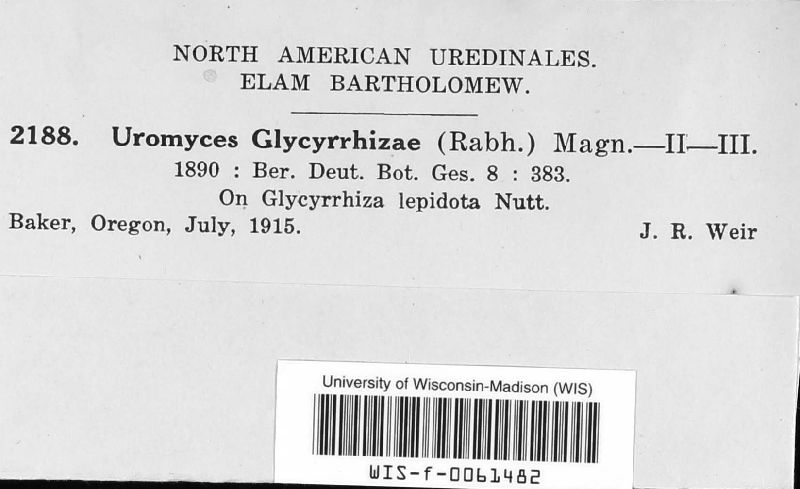 NORTH AMERICAN UREDINALES.
ELAM BARTHOLOMEW.
2188. Uromyces Glycyrrhizae (Rabh.) Magn.—II—III.
1890 : Ber. Deut. Bot. Ges. 8 : 383.
On Glycyrrhiza lepidota Nutt.
Baker, Oregon, July, 1915. J. R. Weir
University of Wisconsin-Madison (WIS)
WIS-f-0061482